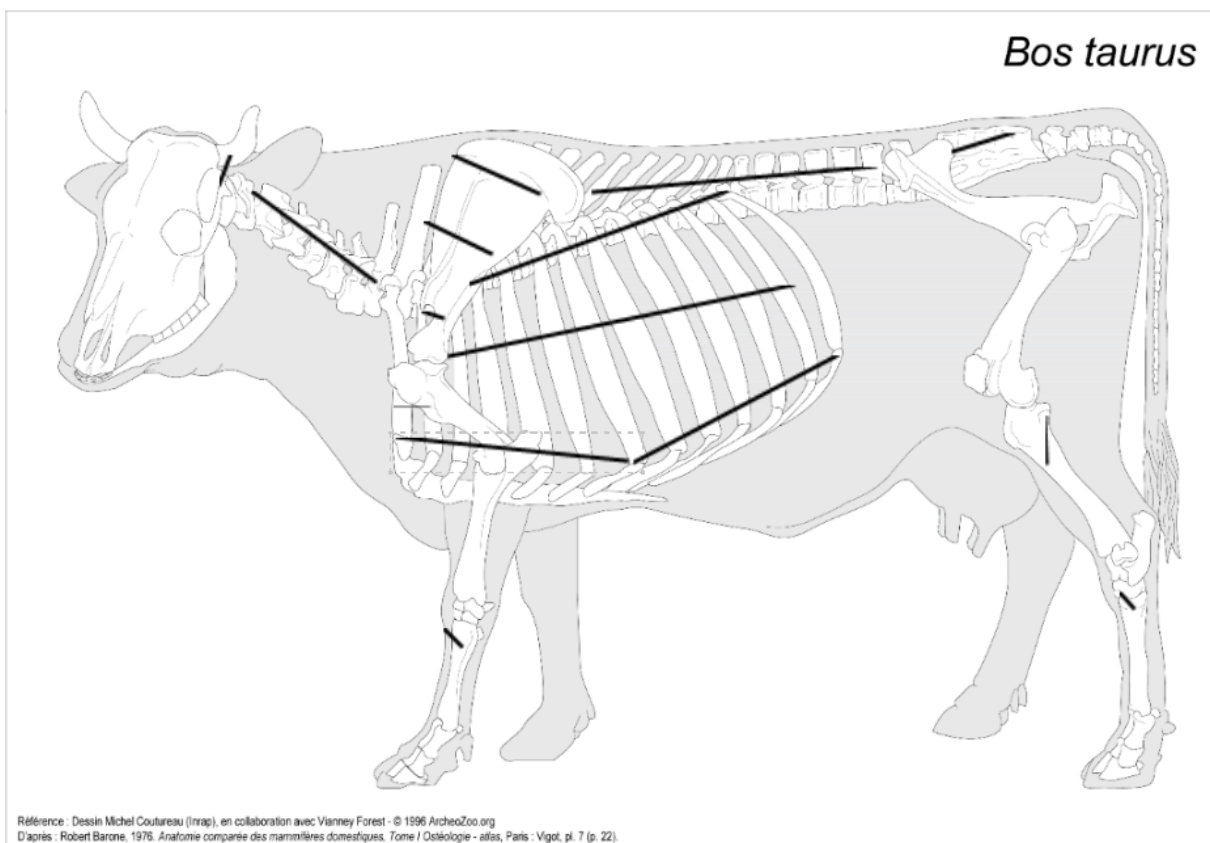 Bos taurus
Référence : Dessin Michel Coutureau (Inrap), en collaboration avec Vianney Forest - © 1996 ArcheoZoo.org
D'après : Robert Barone, 1976. Anatomie comparée des mammifères domestiques, Tome I Ostéologie - atlas, Paris : Vigot, pl. 7 (p. 22).